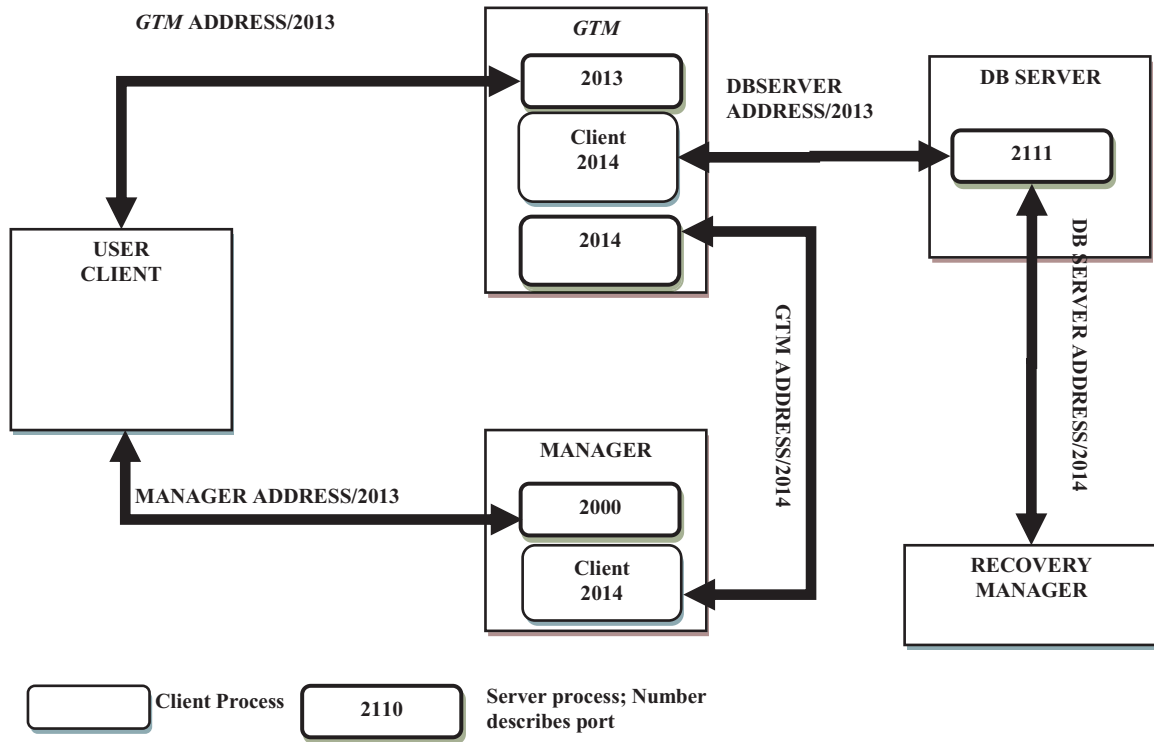 GTM ADDRESS/2013
GTM
2013
Client
2014
2014
DBSERVER
ADDRESS/2013
DB SERVER
2111
USER
CLIENT
GTM ADDRESS/2014
DB SERVER ADDRESS/2014
MANAGER
MANAGER ADDRESS/2013
2000
Client
2014
RECOVERY
MANAGER
Client Process
2110
Server process; Number
describes port